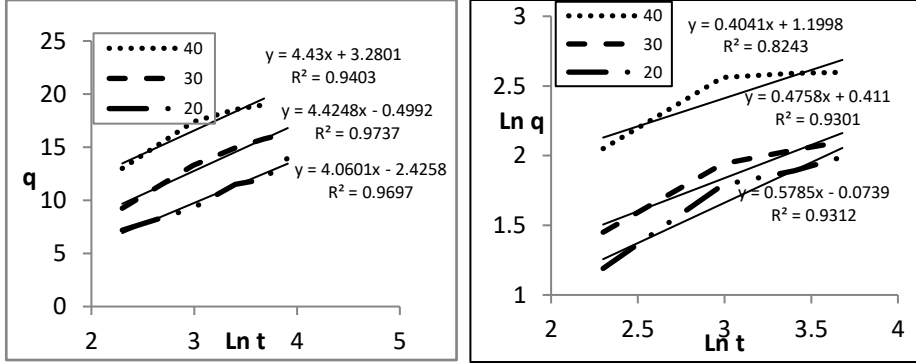 40
30
20
25
20
15
10
5
0
q
y = 4.43x + 3.2801
R² = 0.9403
y = 4.4248x - 0.4992
R² = 0.9737
y = 4.0601x - 2.4258
R² = 0.9697
2
3
4
5
Ln t
40
30
20
3
2.5
2
1.5
1
Ln q
y = 0.4041x + 1.1998
R² = 0.8243
y = 0.4758x + 0.411
R² = 0.9301
y = 0.5785x - 0.0739
R² = 0.9312
2
2.5
3
3.5
4
Ln t